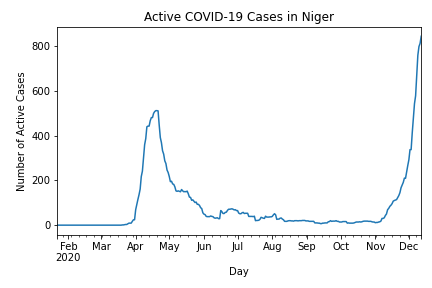 Active COVID-19 Cases in Niger
Number of Active Cases
800
600
400
200
0
Feb Mar Apr May Jun Jul Aug Sep Oct Nov Dec
2020
Day